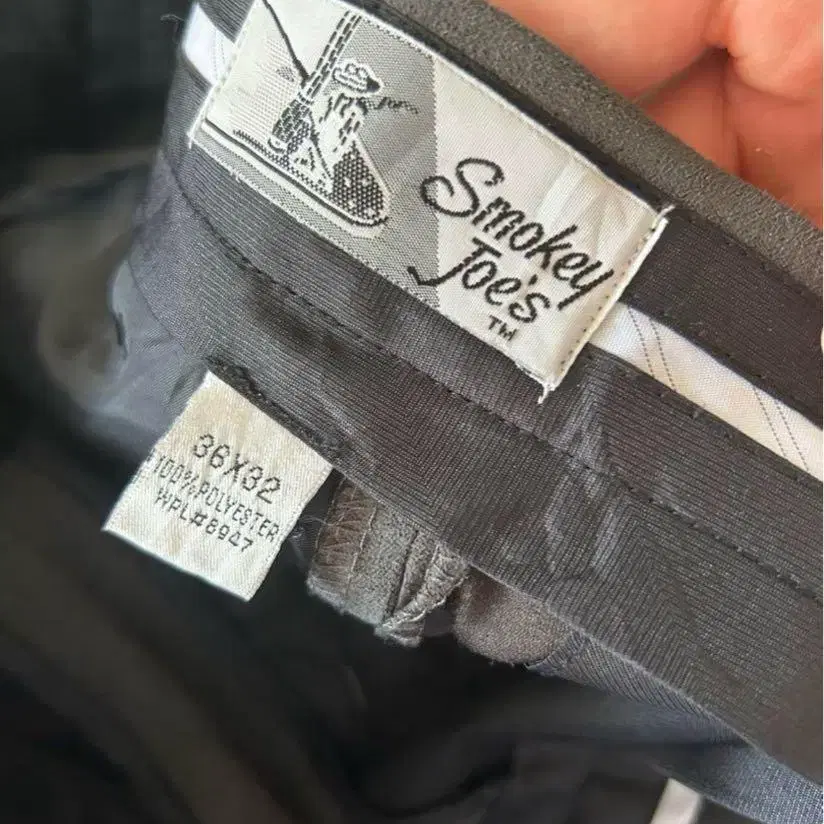 Smokey
Joe's
TM
36X32
100% POLYESTER
WPL#8947